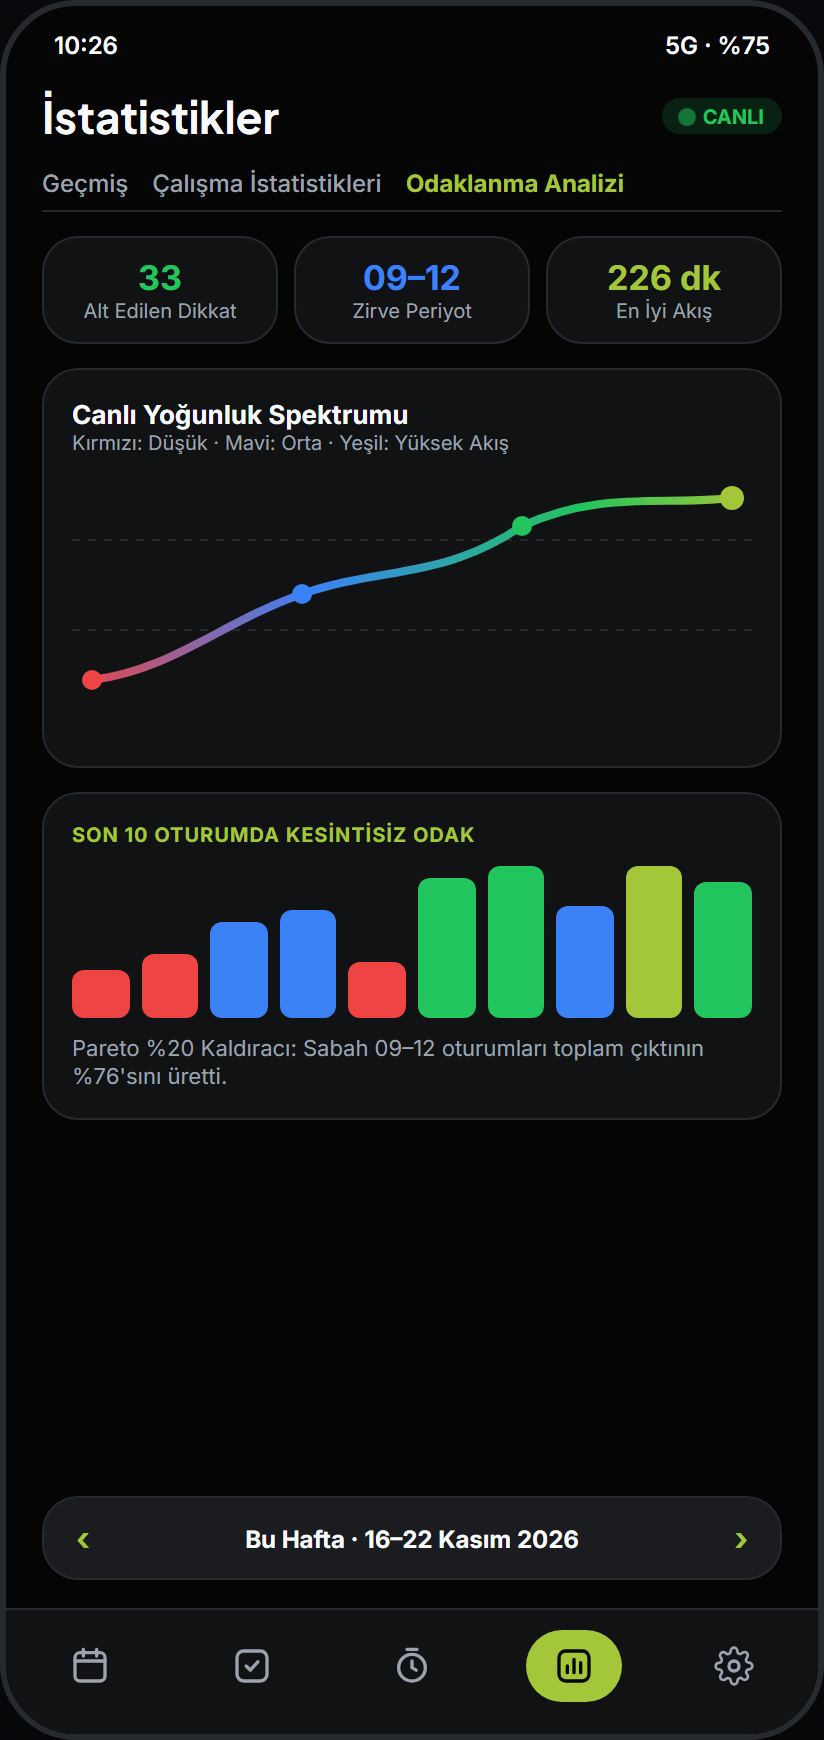 10:26
5G · %75
İstatistikler
CANLI
Geçmiş
Çalışma İstatistikleri
Odaklanma Analizi
33
Alt Edilen Dikkat
09–12
Zirve Periyot
226 dk
En İyi Akış
Canlı Yoğunluk Spektrumu
Kırmızı: Düşük · Mavi: Orta · Yeşil: Yüksek Akış
SON 10 OTURUMDA KESİNTİSİZ ODAK
Pareto %20 Kaldıracı: Sabah 09–12 oturumları toplam çıktının
%76'sını üretti.
‹ Bu Hafta · 16–22 Kasım 2026 ›